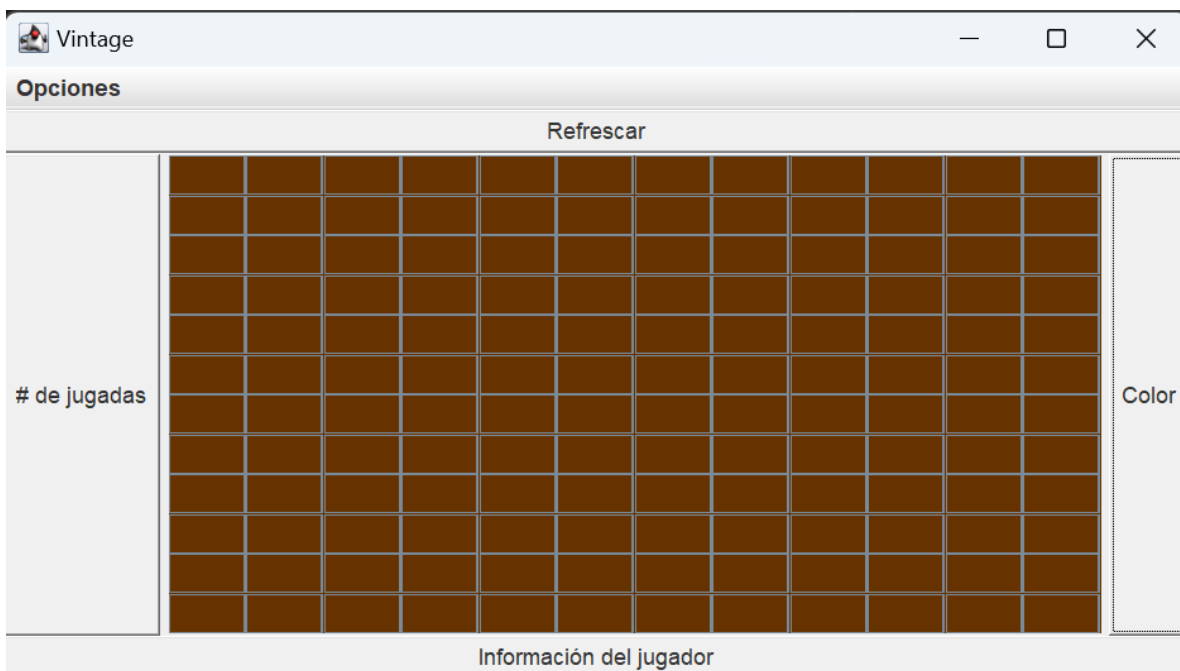 Vintage
Opciones
Refrescar
# de jugadas
Color
Información del jugador